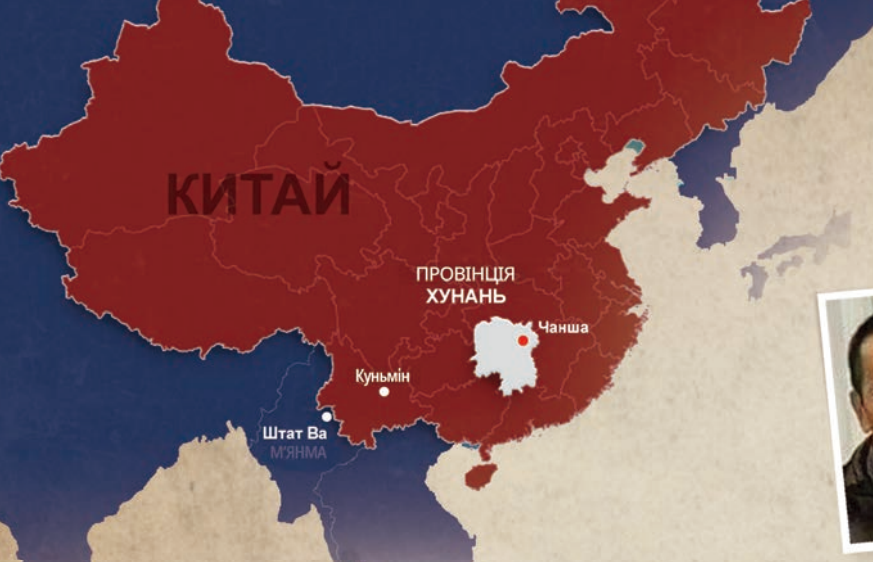 КИТАЙ
ПРОВІНЦІЯ
ХУНАНЬ
Чанша
Куньмін
Штат Ва
М'ЯНМА